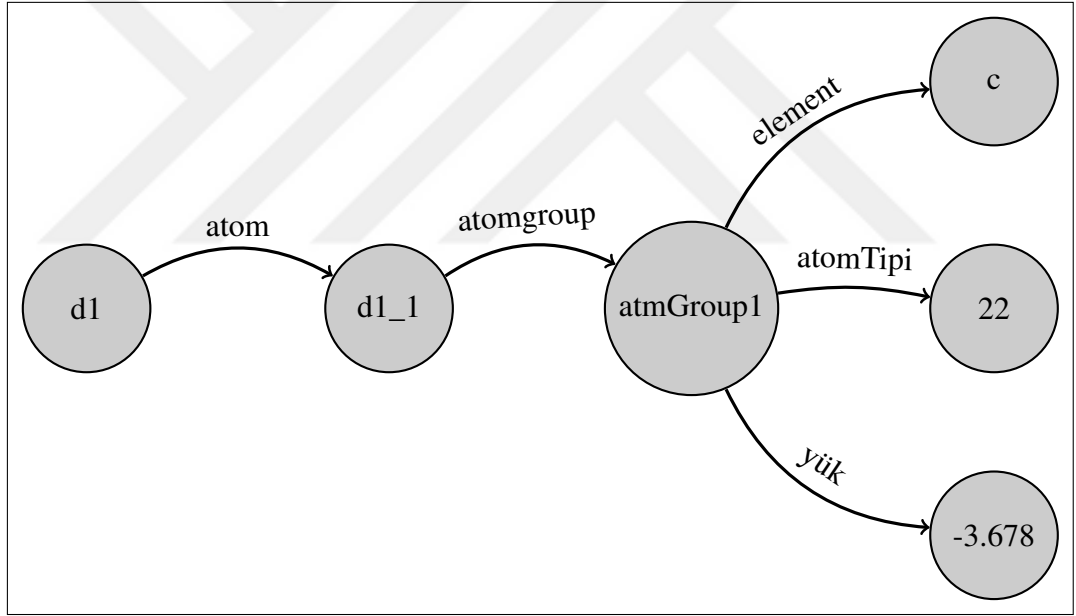 c
element
atom
atomgroup
atomTipi
d1
d1_1
atmGroup1
22
yük
-3.678